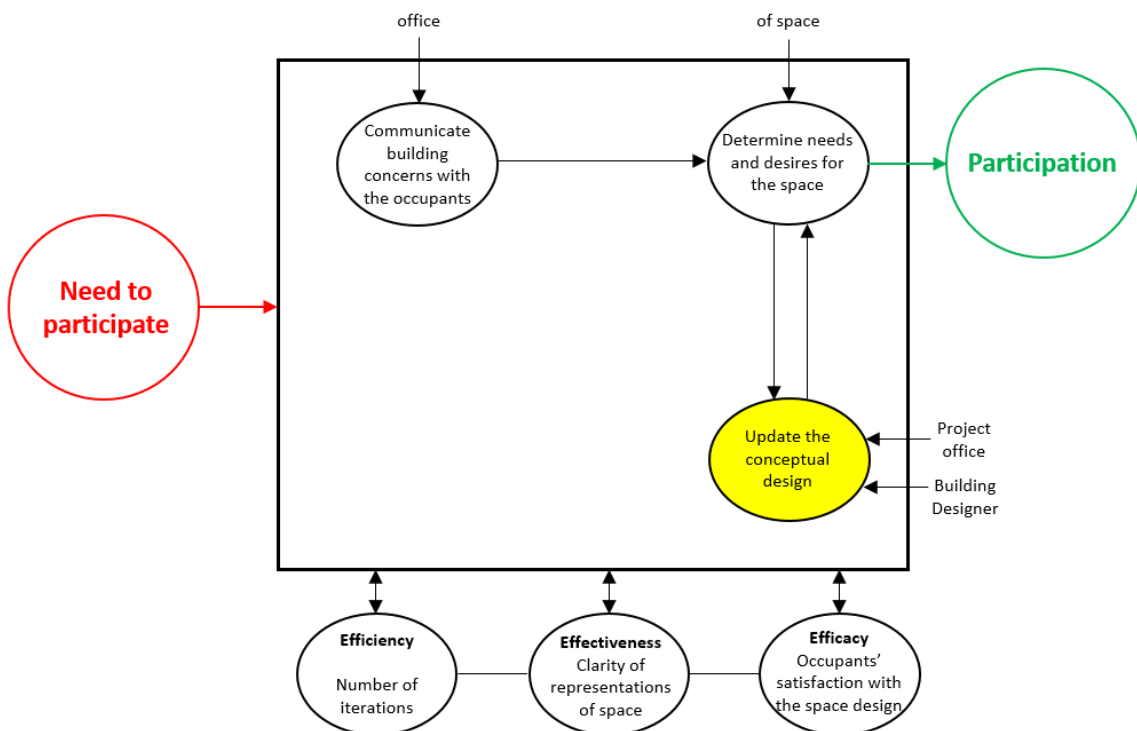 office
of space
Communicate
building
concerns with
the occupants
Determine needs
and desires for
the space
Participation
Need to
participate
Update the
conceptual
design
Project
office
Building
Designer
Efficiency
Number of
iterations
Effectiveness
Clarity of
representations
of space
Efficacy
Occupants’
satisfaction with
the space design